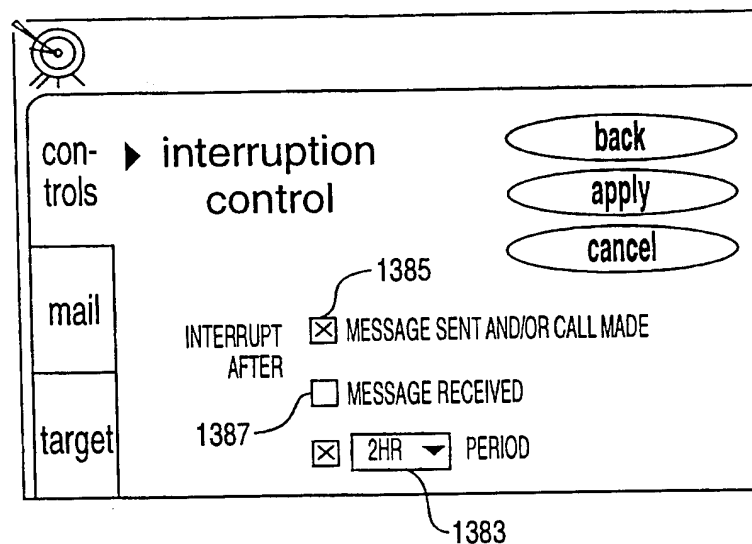 con-
trols
interruption
control
back
apply
cancel
mail
target
1385
INTERRUPT
AFTER
MESSAGE SENT AND/OR CALL MADE
MESSAGE RECEIVED
1387
2HR
PERIOD
1383